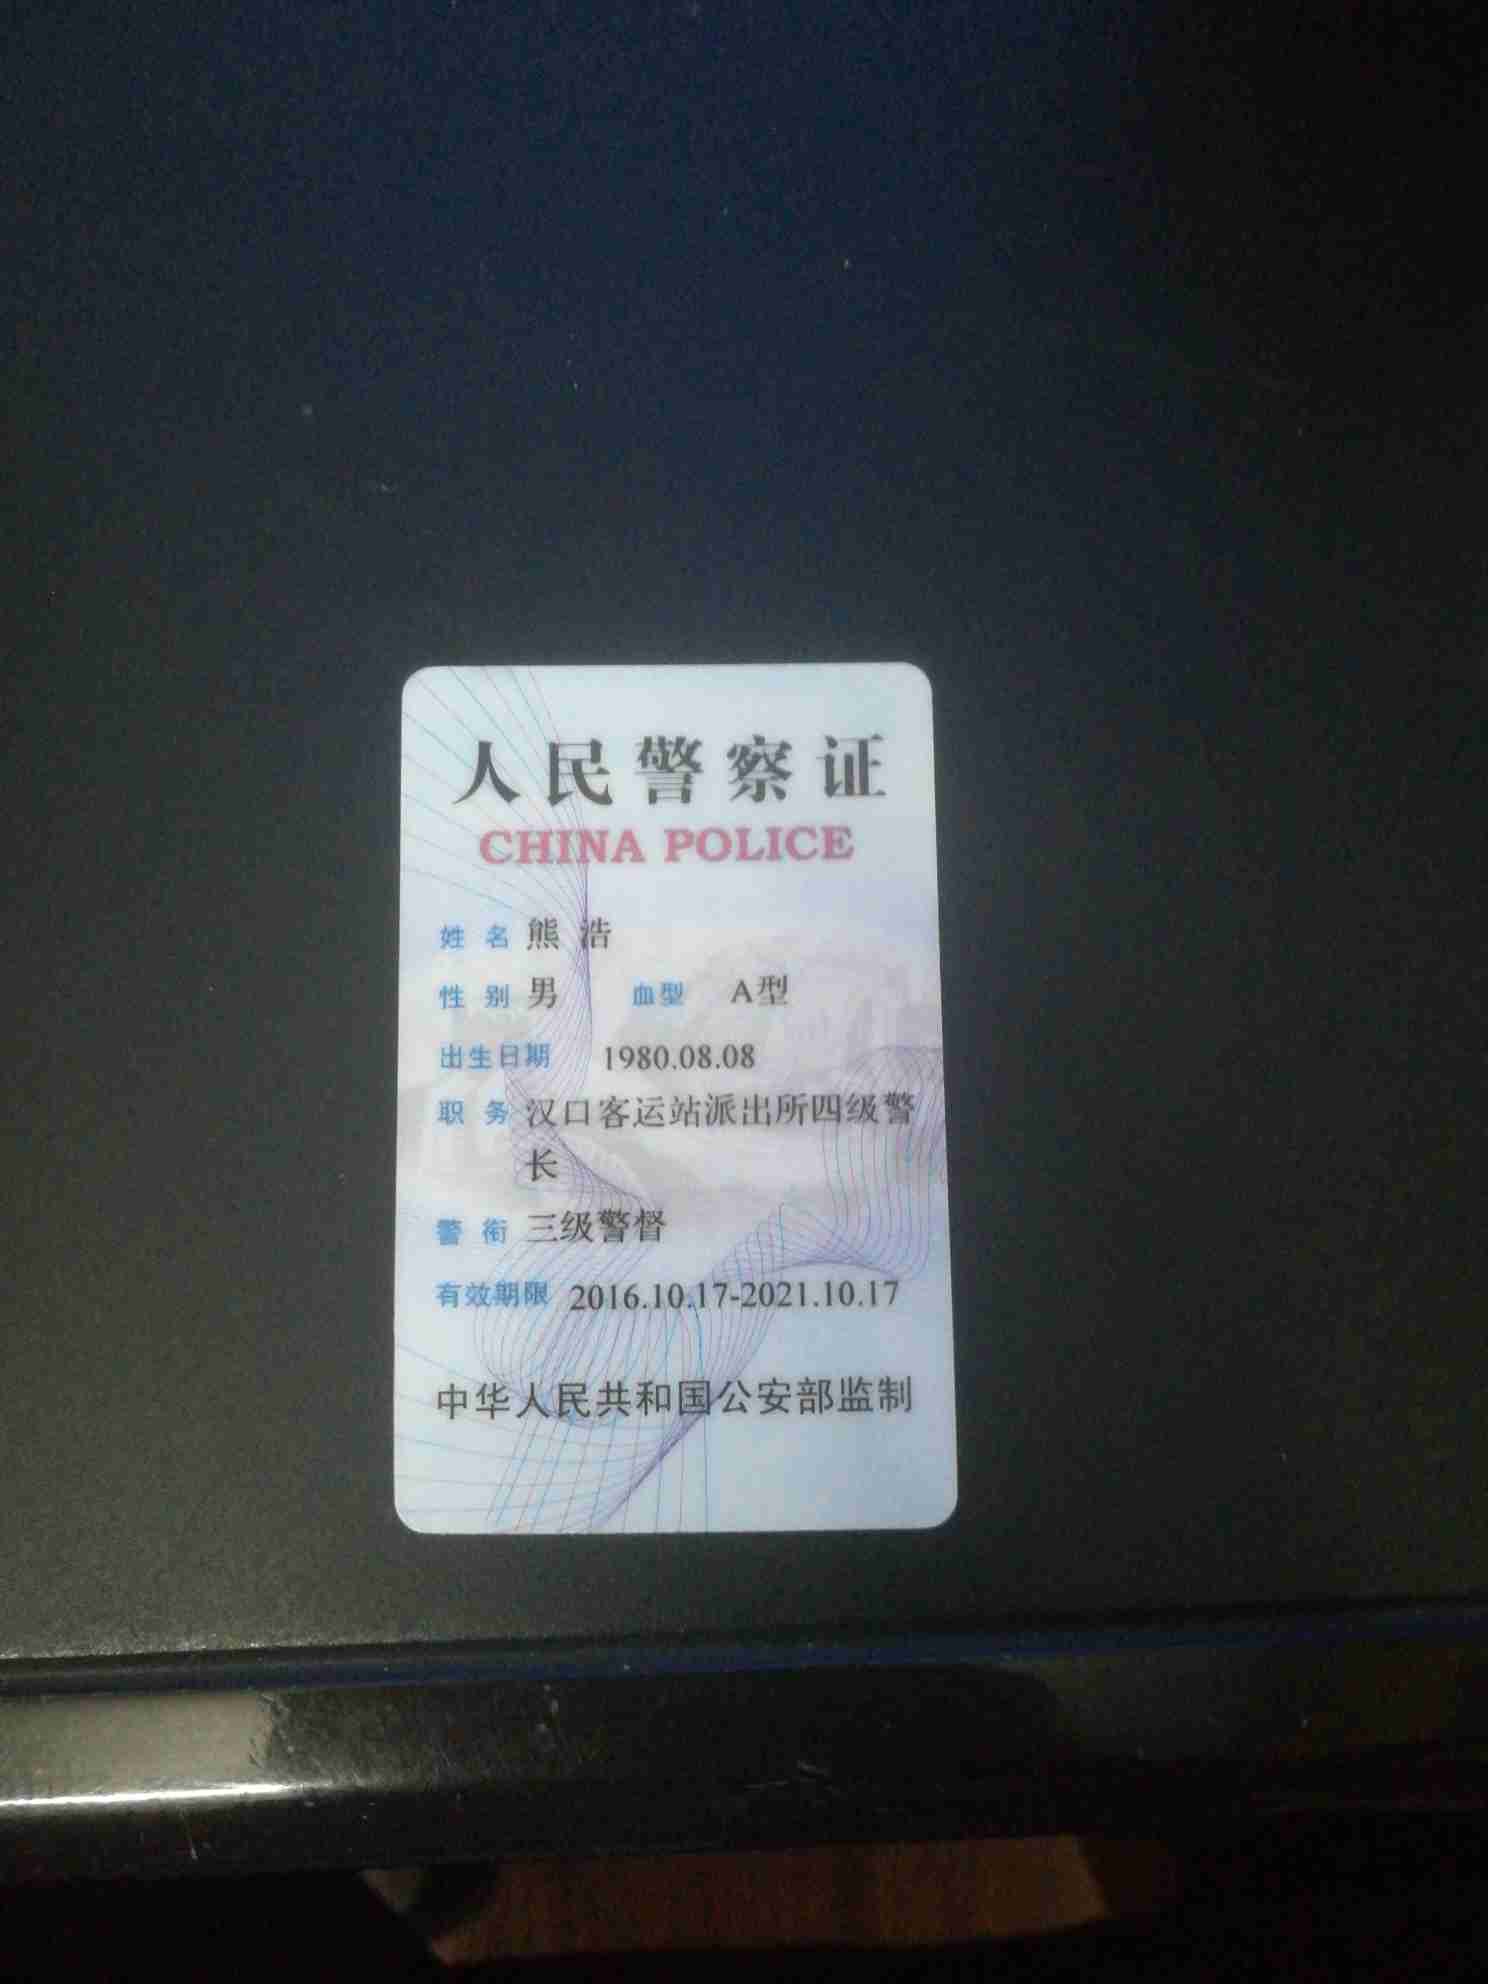 人民警察证
CHINA POLICE
姓名 熊浩
性别 男 血型 A型
出生日期 1980.08.08
职务 汉口客运站派出所四级警
长
警衔 三级警督
有效期限 2016.10.17-2021.10.17
中华人民共和国公安部监制